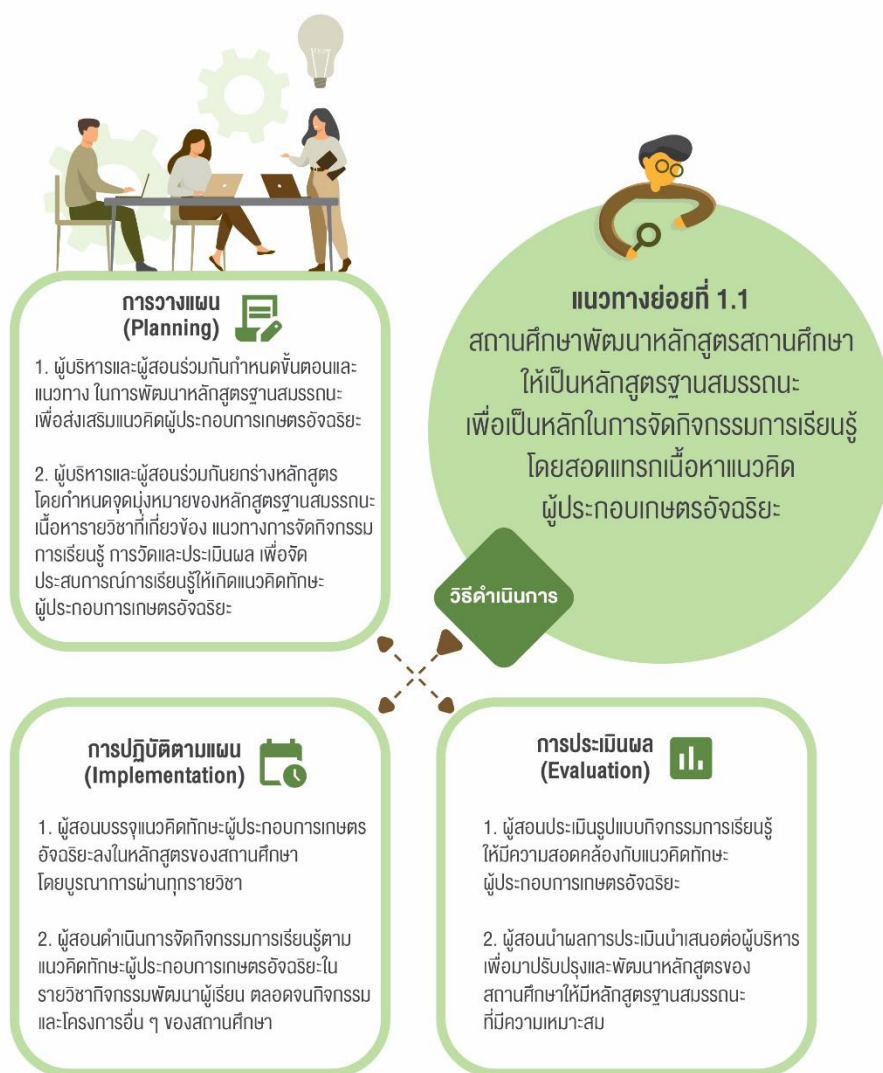 แนวทางย่อยที่ 1.1
สถานศึกษาพัฒนาหลักสูตรสถานศึกษา
ให้เป็นหลักสูตรฐานสมรรถนะ
เพื่อเป็นหลักในการจัดกิจกรรมการเรียนรู้
โดยสอดแทรกเนื้อหาแนวคิด
ผู้ประกอบเกษตรอัจฉริยะ
วิธีดำเนินการ
การวางแผน
(Planning)
1. ผู้บริหารและผู้สอนร่วมกันกำหนดขั้นตอนและ
แนวทาง ในการพัฒนาหลักสูตรฐานสมรรถนะ
เพื่อส่งเสริมแนวคิดผู้ประกอบการเกษตรอัจฉริยะ
2. ผู้บริหารและผู้สอนร่วมกันยกร่างหลักสูตร
โดยกำหนดจุดมุ่งหมายของหลักสูตรฐานสมรรถนะ
เนื้อหารายวิชาที่เกี่ยวข้อง แนวทางการจัดกิจกรรม
การเรียนรู้ การวัดและประเมินผล เพื่อจัด
ประสบการณ์การเรียนรู้ให้เกิดแนวคิดทักษะ
ผู้ประกอบการเกษตรอัจฉริยะ
การปฏิบัติตามแผน
(Implementation)
1. ผู้สอนบรรจุแนวคิดทักษะผู้ประกอบการเกษตร
อัจฉริยะลงในหลักสูตรของสถานศึกษา
โดยบูรณาการผ่านทุกรายวิชา
2. ผู้สอนดำเนินการจัดกิจกรรมการเรียนรู้ตาม
แนวคิดทักษะผู้ประกอบการเกษตรอัจฉริยะใน
รายวิชากิจกรรมพัฒนาผู้เรียน ตลอดจนกิจกรรม
และโครงการอื่น ๆ ของสถานศึกษา
การประเมินผล
(Evaluation)
1. ผู้สอนประเมินรูปแบบกิจกรรมการเรียนรู้
ให้มีความสอดคล้องกับแนวคิดทักษะ
ผู้ประกอบการเกษตรอัจฉริยะ
2. ผู้สอนนำผลการประเมินนำเสนอต่อผู้บริหาร
เพื่อมาปรับปรุงและพัฒนาหลักสูตรของ
สถานศึกษาให้มีหลักสูตรฐานสมรรถนะ
ที่มีความเหมาะสม